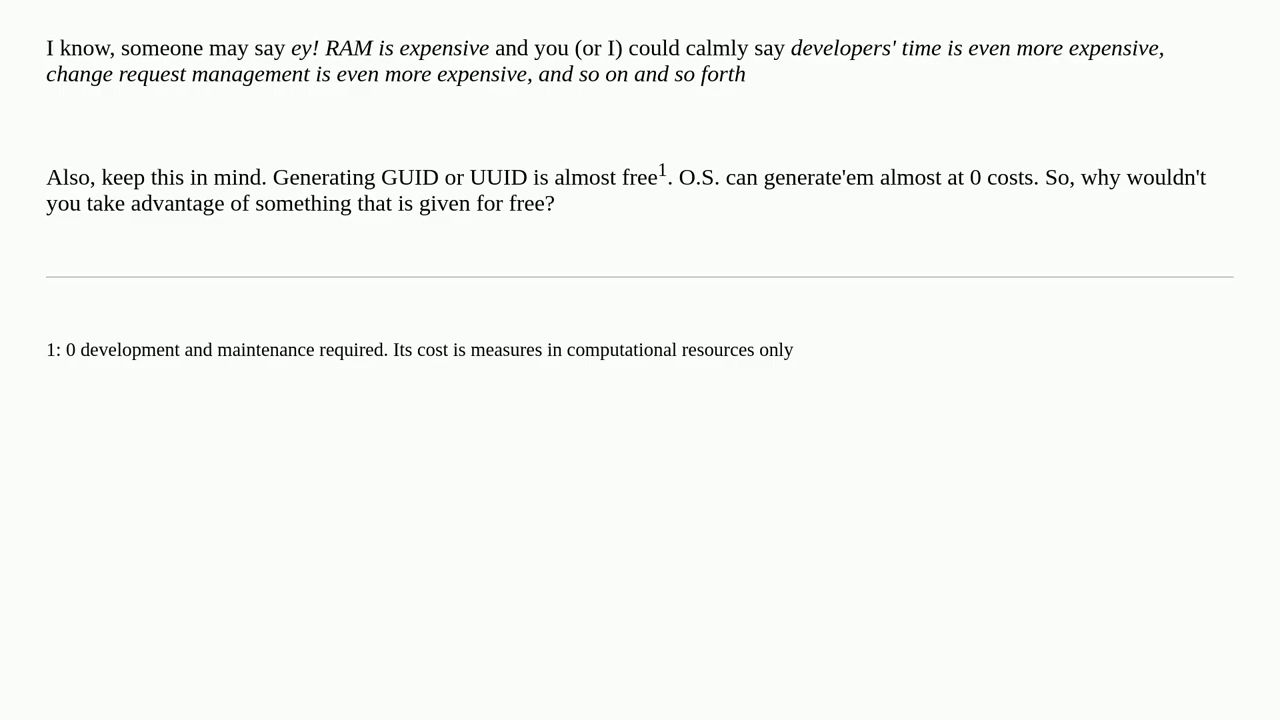 I know, someone may say ey! RAM is expensive and you (or I) could calmly say developers' time is even more expensive,
change request management is even more expensive, and so on and so forth
Also, keep this in mind. Generating GUID or UUID is almost free1. O.S. can generate'em almost at 0 costs. So, why wouldn't
you take advantage of something that is given for free?
1: 0 development and maintenance required. Its cost is measures in computational resources only